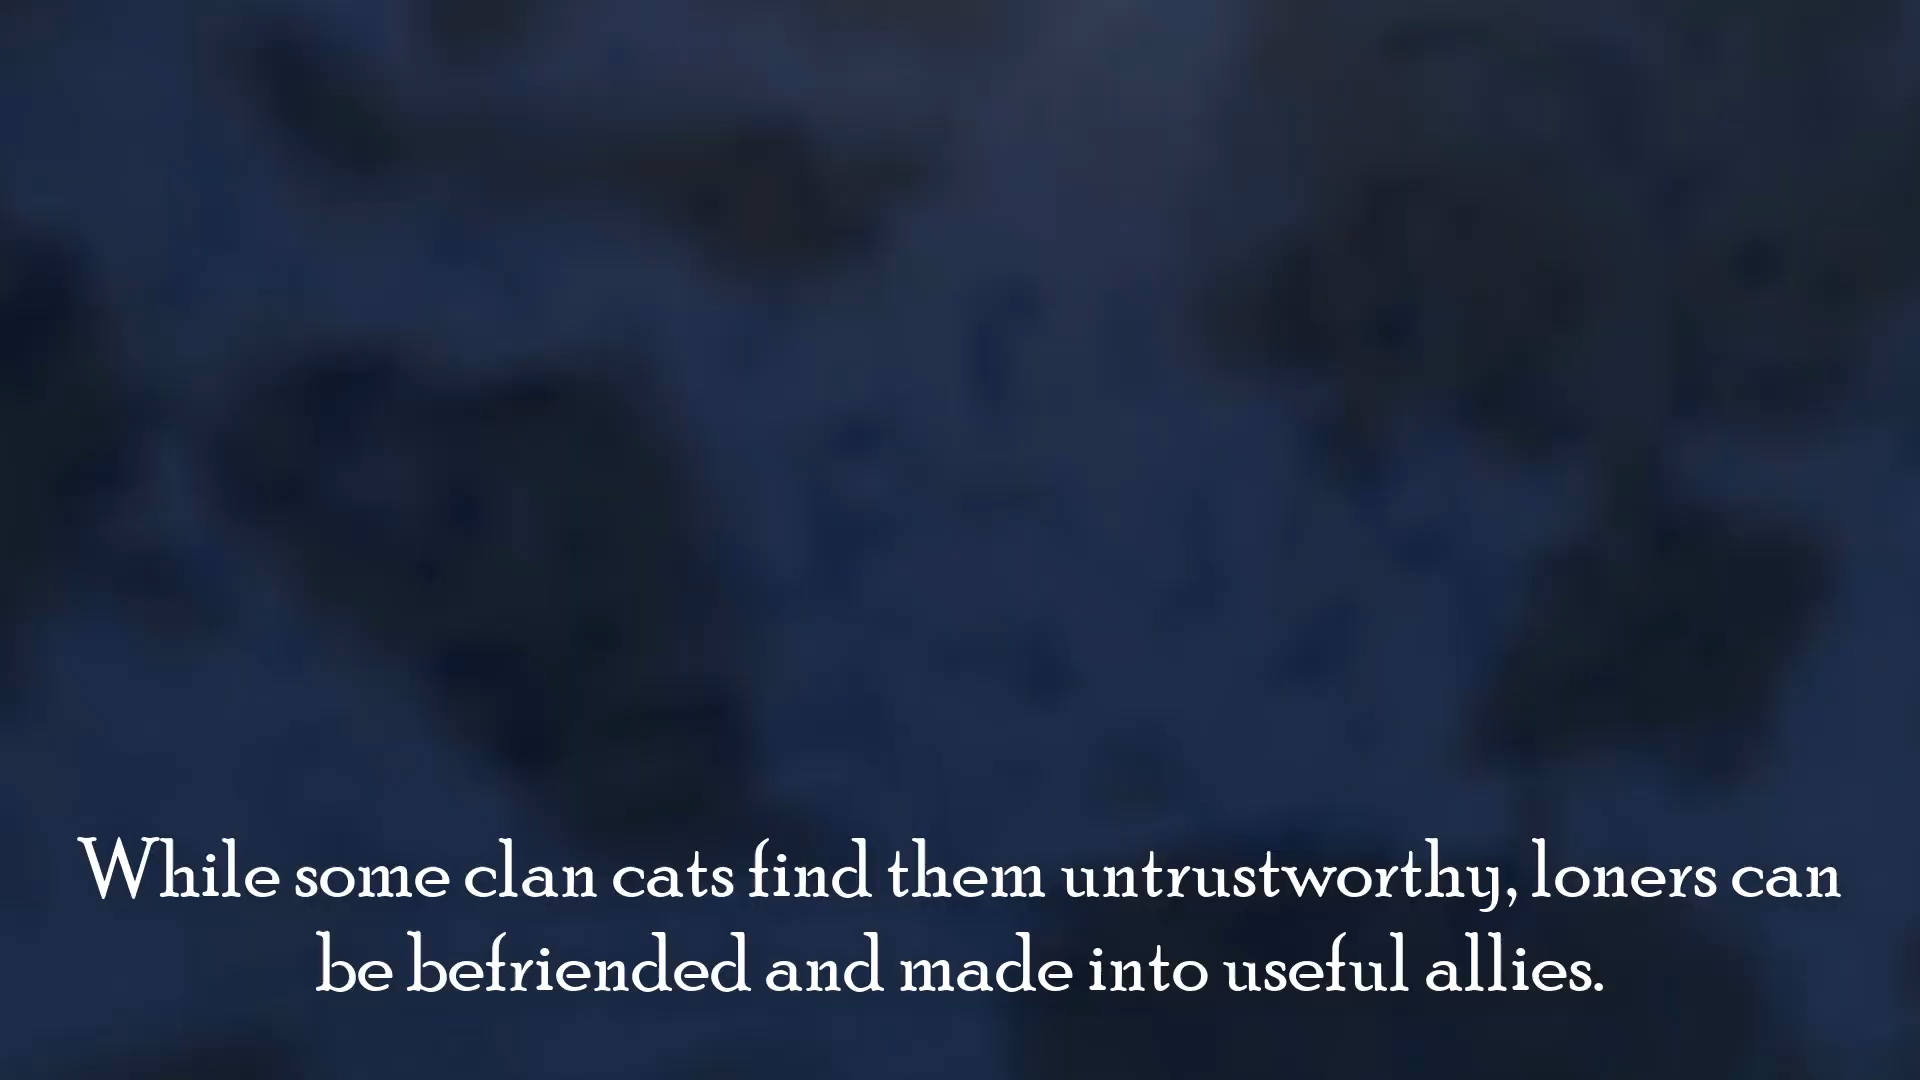 While some clan cats find them untrustworthy, loners can
be befriended and made into useful allies.